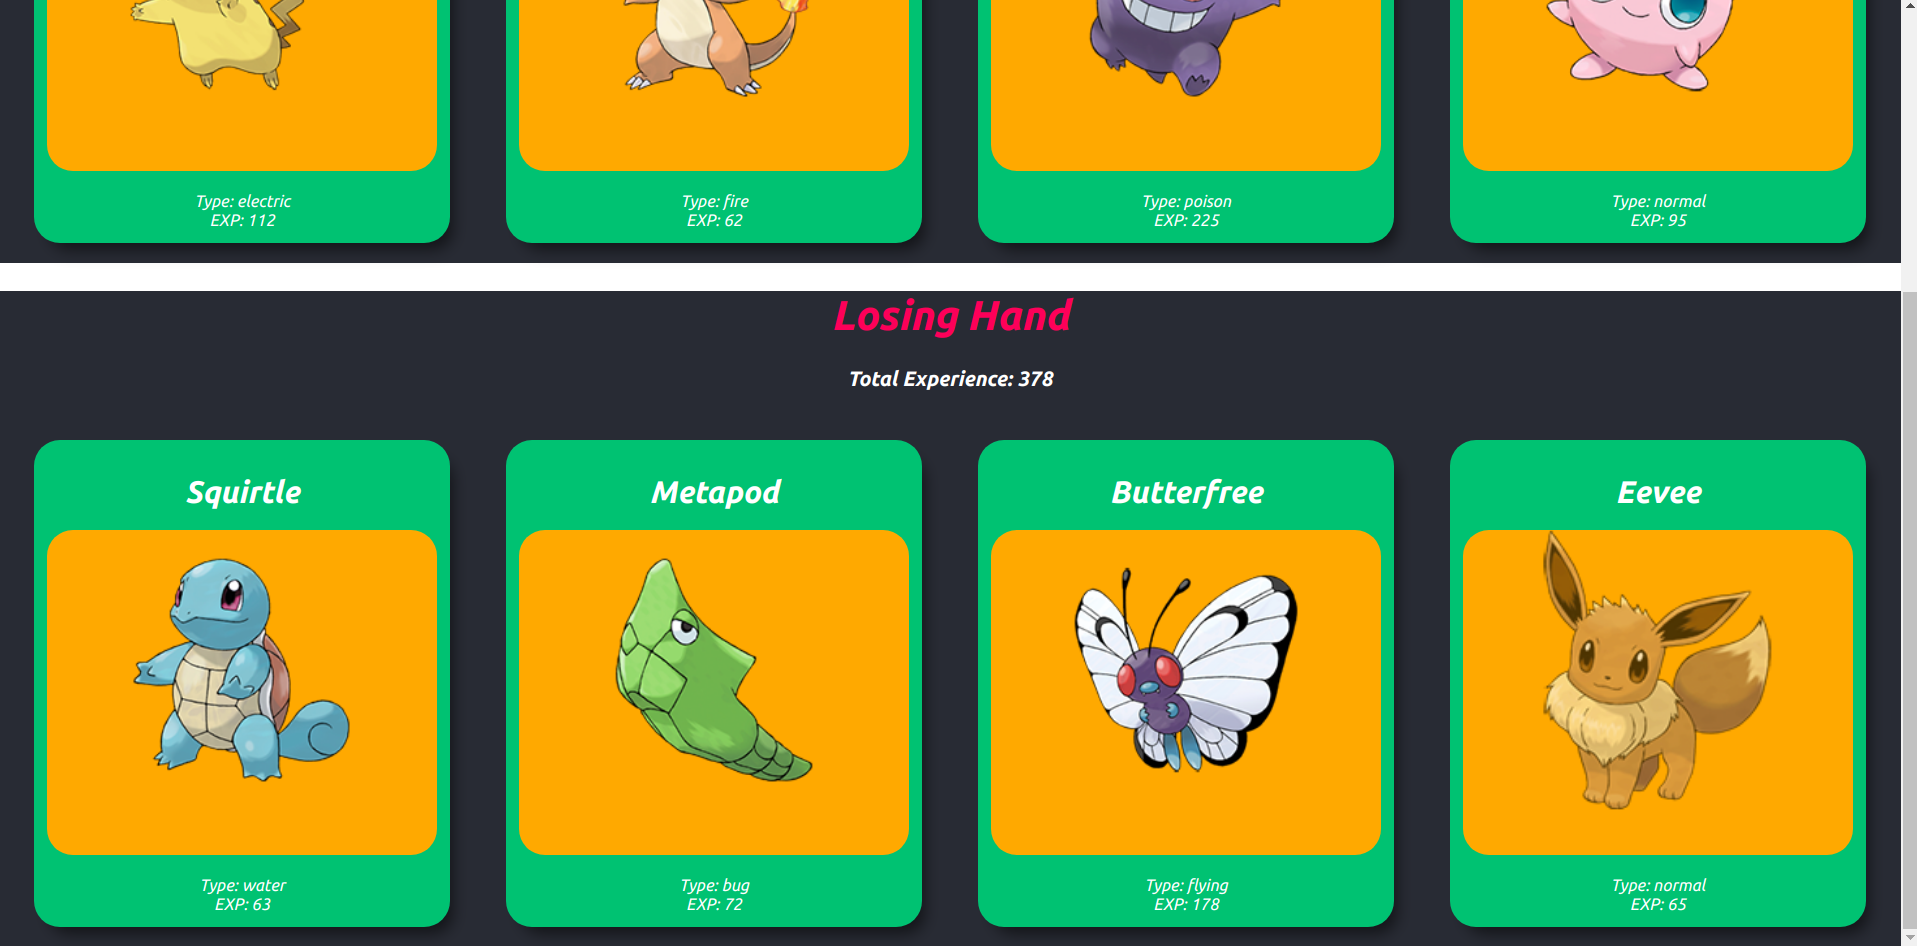 Type: electric
EXP: 112
Type: fire
EXP: 62
Type: poison
EXP: 225
Type: normal
EXP: 95
Losing Hand
Total Experience: 378
Squirtle
Type: water
EXP: 63
Metapod
Type: bug
EXP: 72
Butterfree
Type: flying
EXP: 178
Eevee
Type: normal
EXP: 65